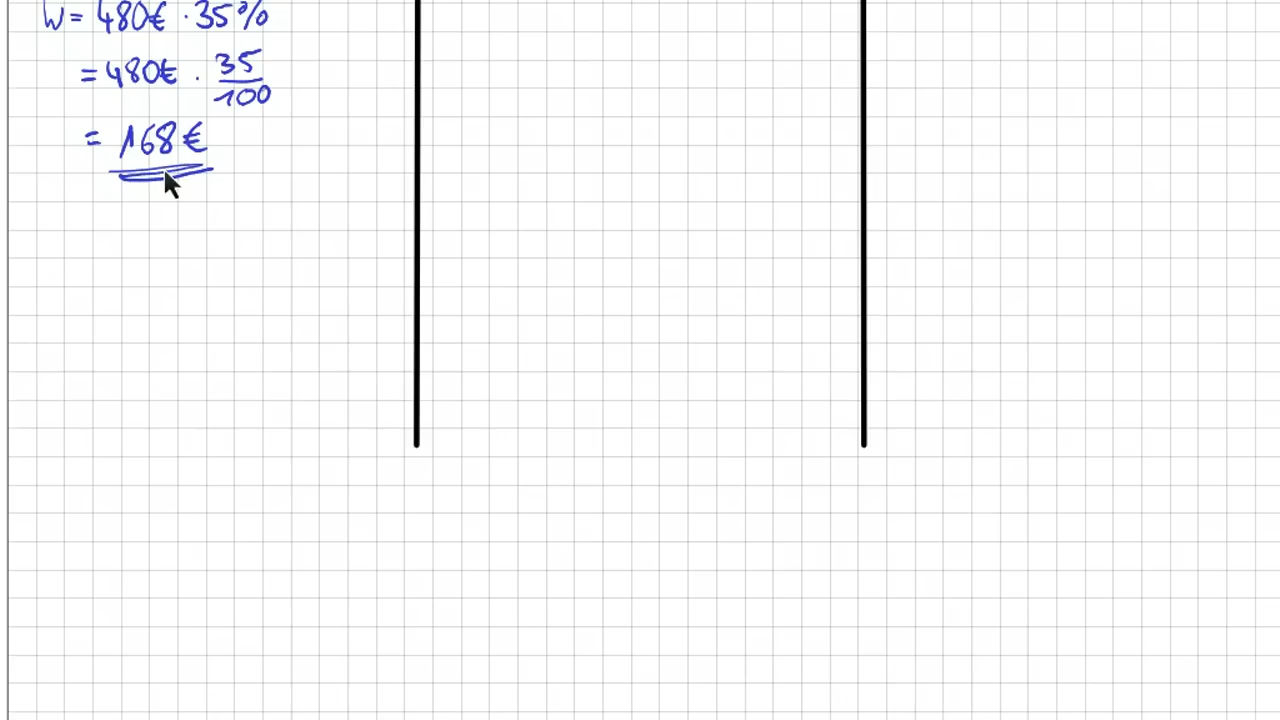 W = 480€ · 35%
= 480€ · 35/100
= 168€